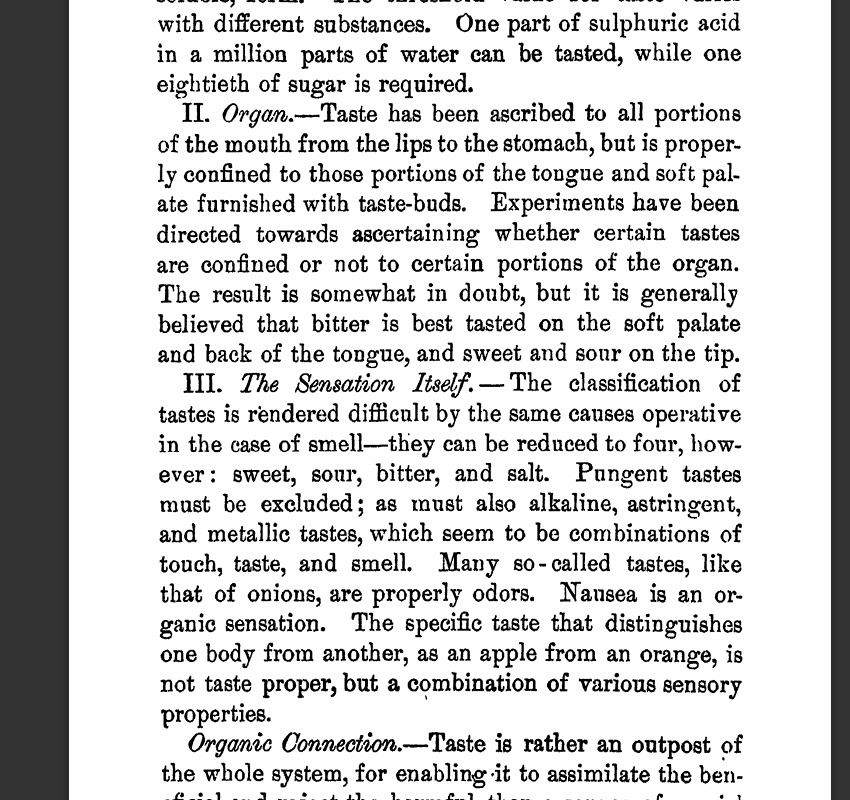 with different substances. One part of sulphuric acid
in a million parts of water can be tasted, while one
eightieth of sugar is required.
II. Organ.—Taste has been ascribed to all portions
of the mouth from the lips to the stomach, but is proper-
ly confined to those portions of the tongue and soft pal-
ate furnished with taste-buds. Experiments have been
directed towards ascertaining whether certain tastes
are confined or not to certain portions of the organ.
The result is somewhat in doubt, but it is generally
believed that bitter is best tasted on the soft palate
and back of the tongue, and sweet and sour on the tip.
III. The Sensation Itself.—The classification of
tastes is rendered difficult by the same causes operative
in the case of smell—they can be reduced to four, how-
ever: sweet, sour, bitter, and salt. Pungent tastes
must be excluded; as must also alkaline, astringent,
and metallic tastes, which seem to be combinations of
touch, taste, and smell. Many so-called tastes, like
that of onions, are properly odors. Nausea is an or-
ganic sensation. The specific taste that distinguishes
one body from another, as an apple from an orange, is
not taste proper, but a combination of various sensory
properties.
Organic Connection.—Taste is rather an outpost of
the whole system, for enabling it to assimilate the ben-